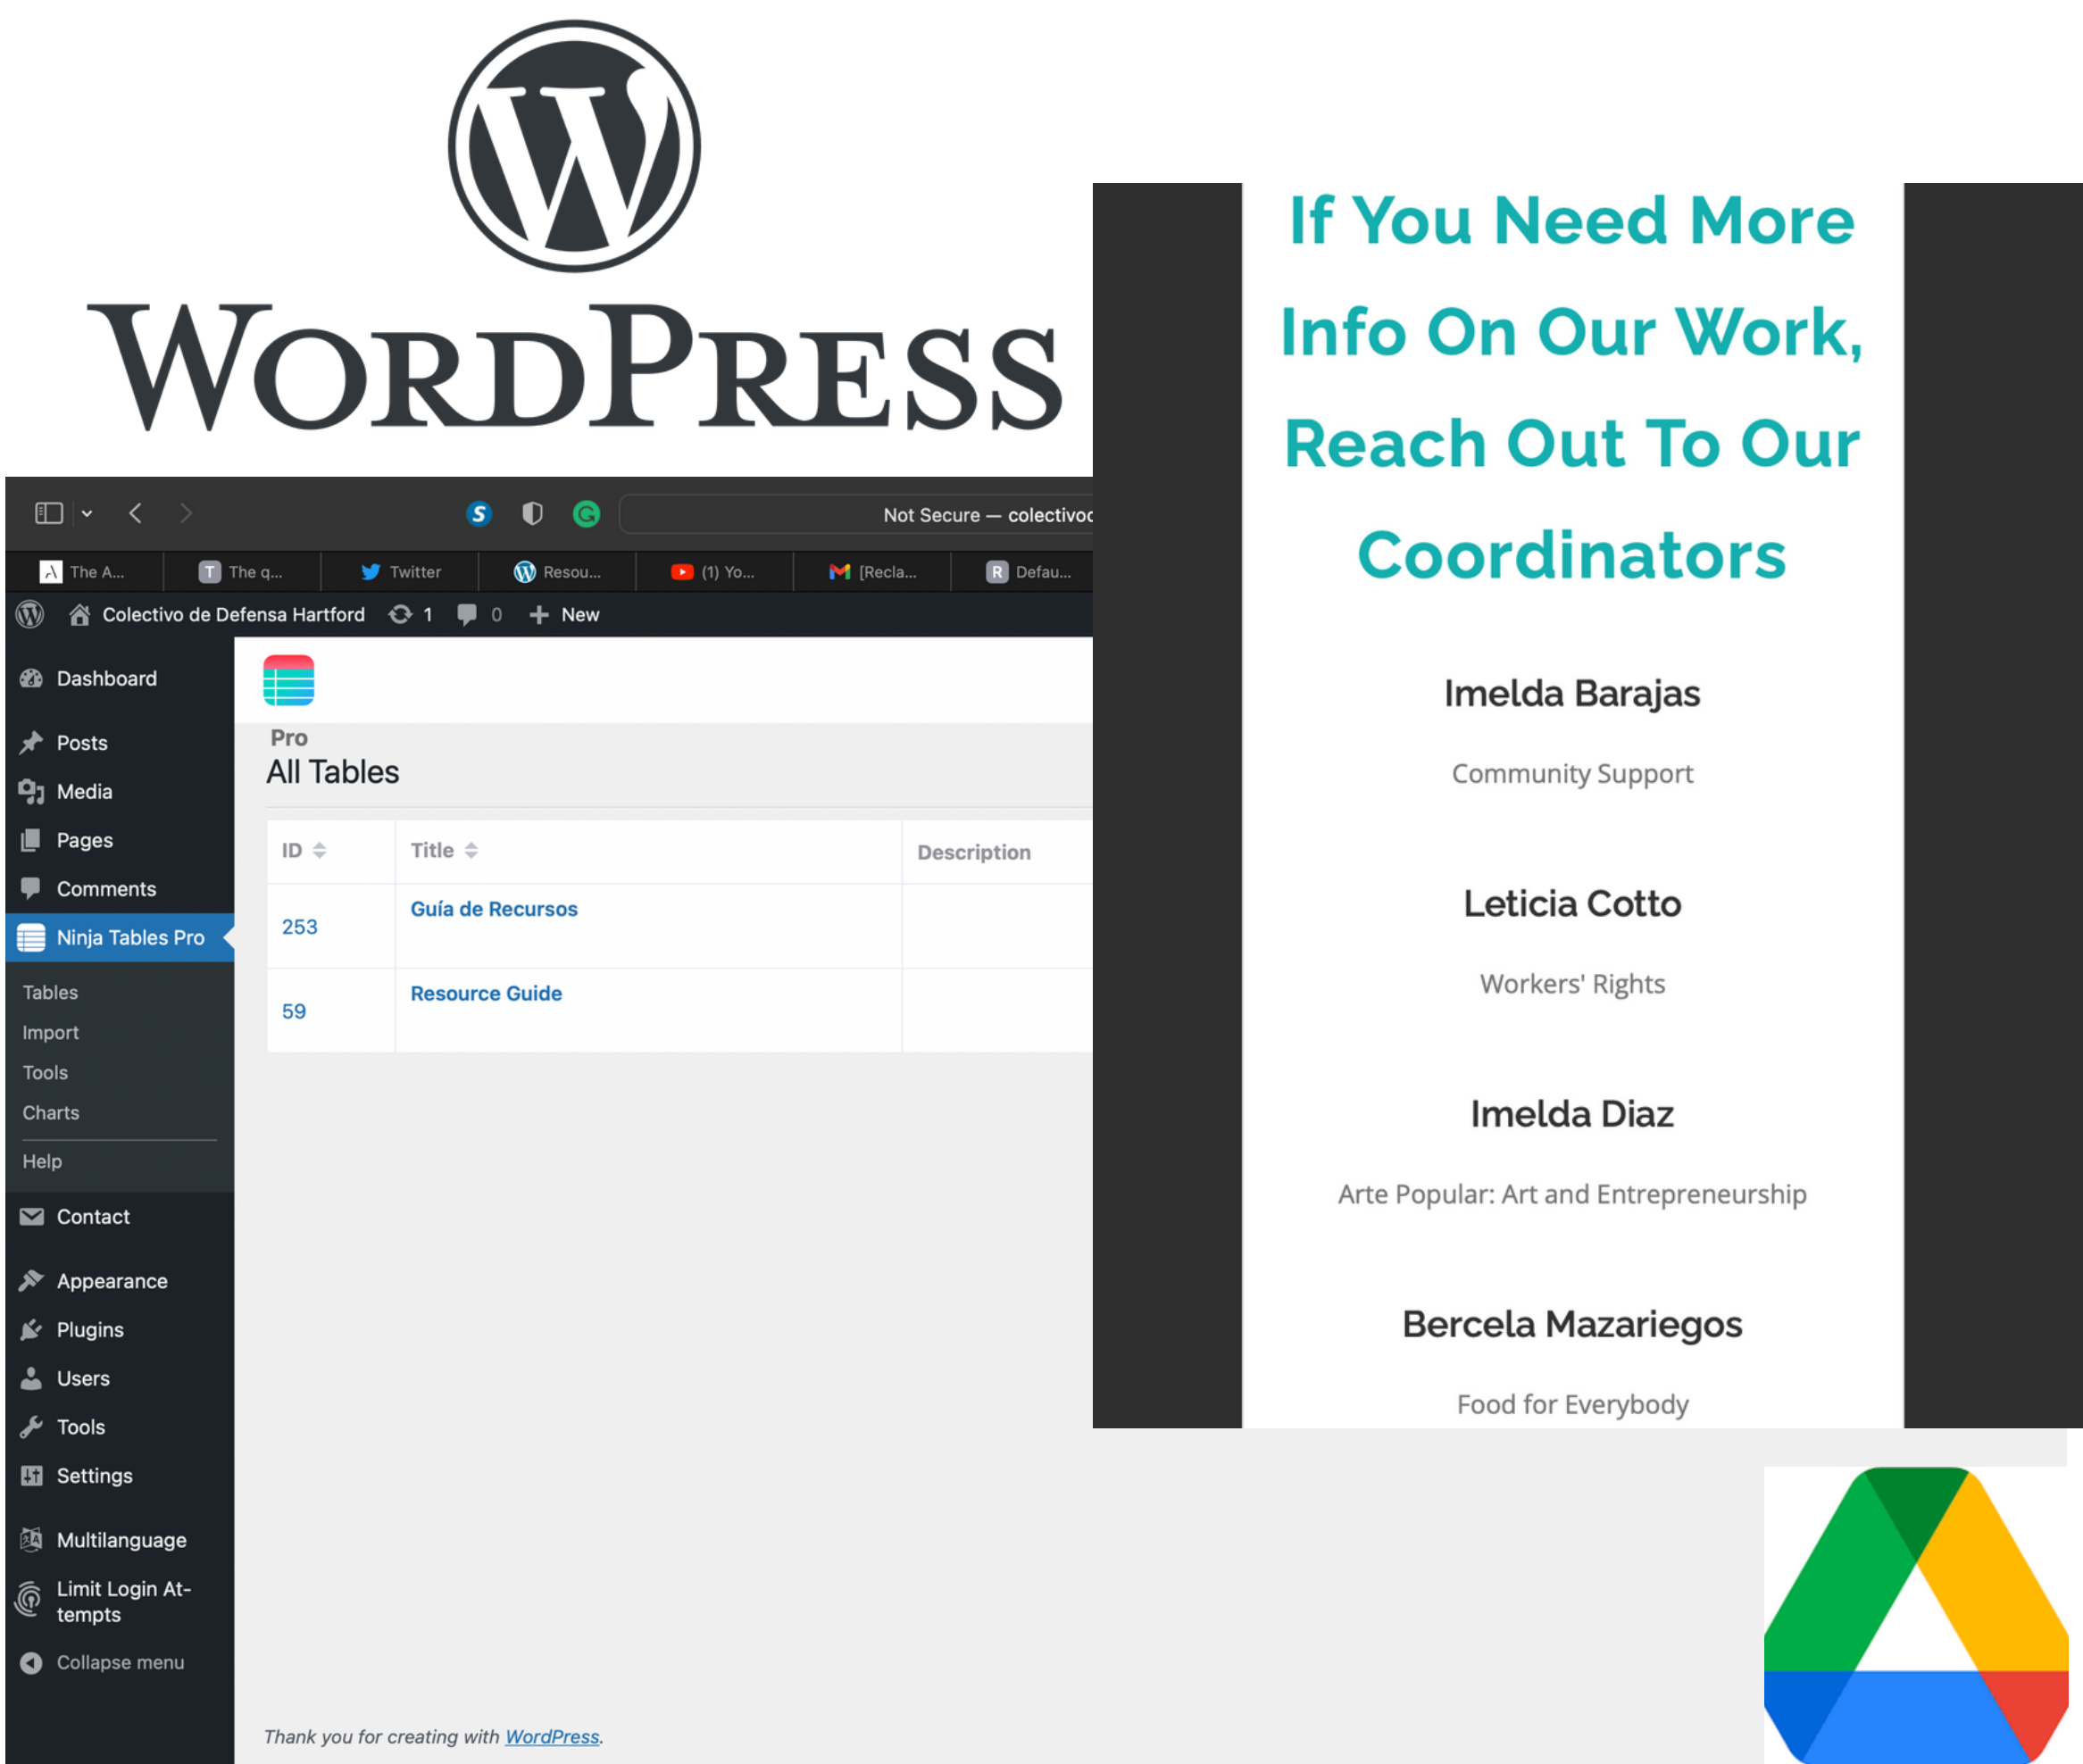 WORDPRESS
If You Need More
Info On Our Work,
Reach Out To Our
Coordinators
Imelda Barajas
Community Support
Leticia Cotto
Workers' Rights
Imelda Diaz
Arte Popular: Art and Entrepreneurship
Bercela Mazariegos
Food for Everybody
Not Secure — colectivoc
The A...
T The q...
Twitter
Resou...
(1) Yo...
[Recla...
R Defau...
Colectivo de Defensa Hartford 1 0 + New
Dashboard
Posts
Media
Pages
Comments
Ninja Tables Pro
Tables
Import
Tools
Charts
Help
Contact
Appearance
Plugins
Users
Tools
Settings
Multilanguage
Limit Login At-
tempts
Collapse menu
Pro
All Tables
ID Title Description
253 Guía de Recursos
59 Resource Guide
Thank you for creating with WordPress.